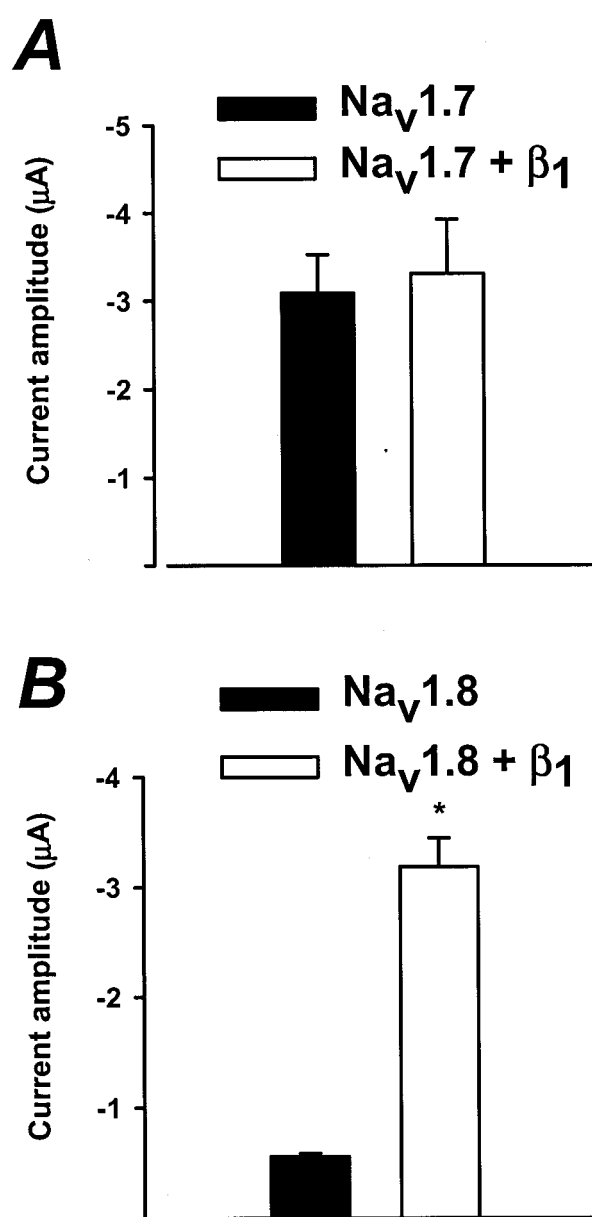 A
Naᵥ1.7
Naᵥ1.7 + β₁
Current amplitude (μA)
-5
-4
-3
-2
-1
B
Naᵥ1.8
Naᵥ1.8 + β₁
Current amplitude (μA)
-4
*
-3
-2
-1